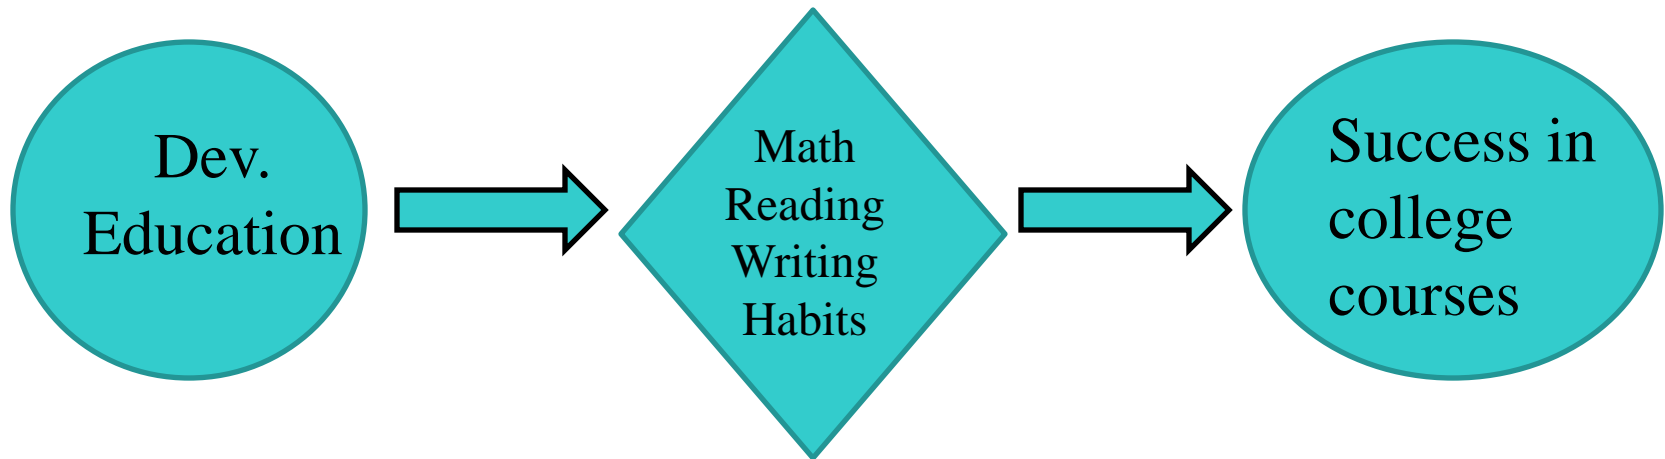 Dev.
Education
Math
Reading
Writing
Habits
Success in
college
courses